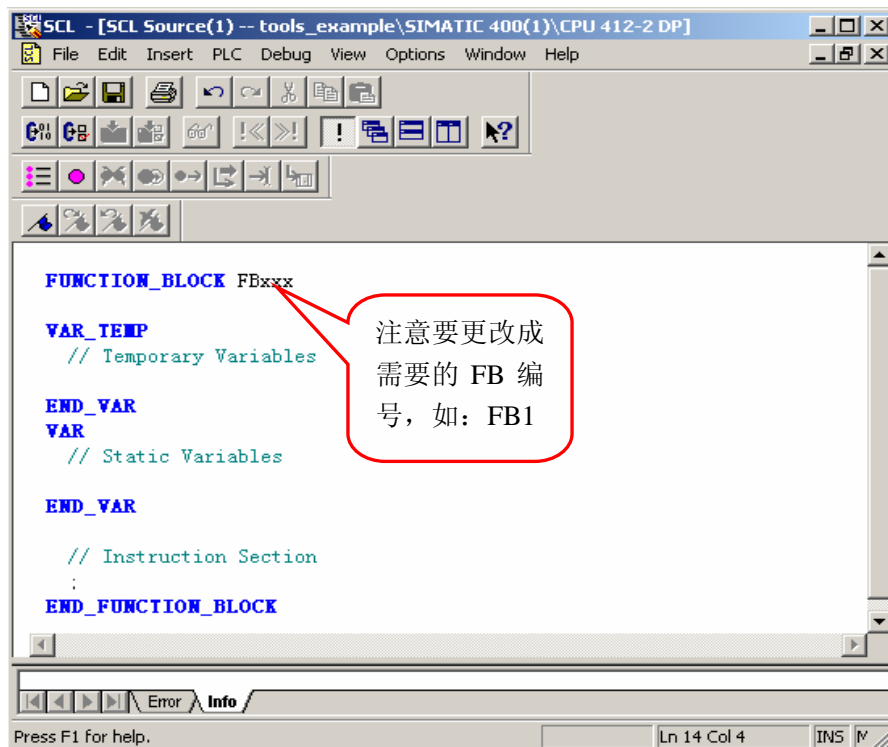 SCL - [SCL Source(1) -- tools_example\SIMATIC 400(1)\CPU 412-2 DP]
File Edit Insert PLC Debug View Options Window Help
FUNCTION_BLOCK FBxxx
VAR_TEMP
// Temporary Variables
END_VAR
VAR
// Static Variables
END_VAR
// Instruction Section
;
END_FUNCTION_BLOCK
注意要更改成
需要的 FB 编
号，如：FB1
Error Info
Press F1 for help.
Ln 14 Col 4
INS